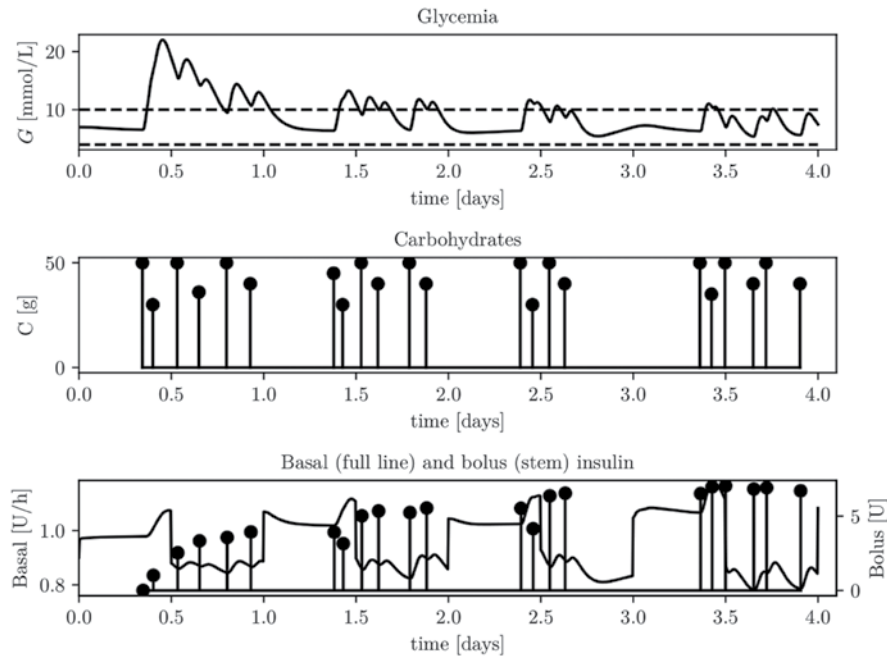 Glycemia
G [mmol/L]
20
10
0.0 0.5 1.0 1.5 2.0 2.5 3.0 3.5 4.0
time [days]
Carbohydrates
C [g]
50
0
0.0 0.5 1.0 1.5 2.0 2.5 3.0 3.5 4.0
time [days]
Basal (full line) and bolus (stem) insulin
Basal [U/h]
1.0
0.8
5
0
Bolus [U]
0.0 0.5 1.0 1.5 2.0 2.5 3.0 3.5 4.0
time [days]